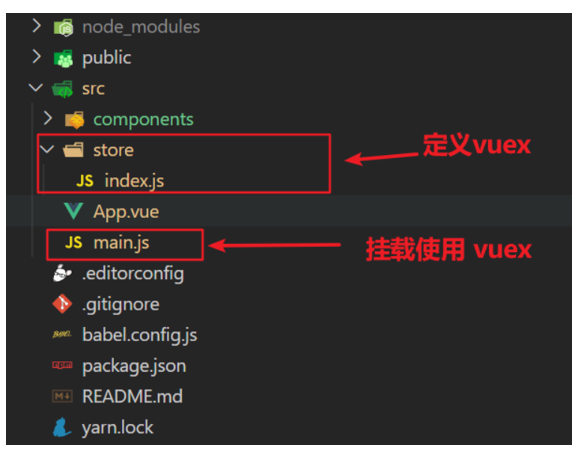 node_modules
public
src
components
store
定义vuex
JS index.js
App.vue
JS main.js
挂载使用 vuex
.editorconfig
.gitignore
babel.config.js
package.json
README.md
yarn.lock